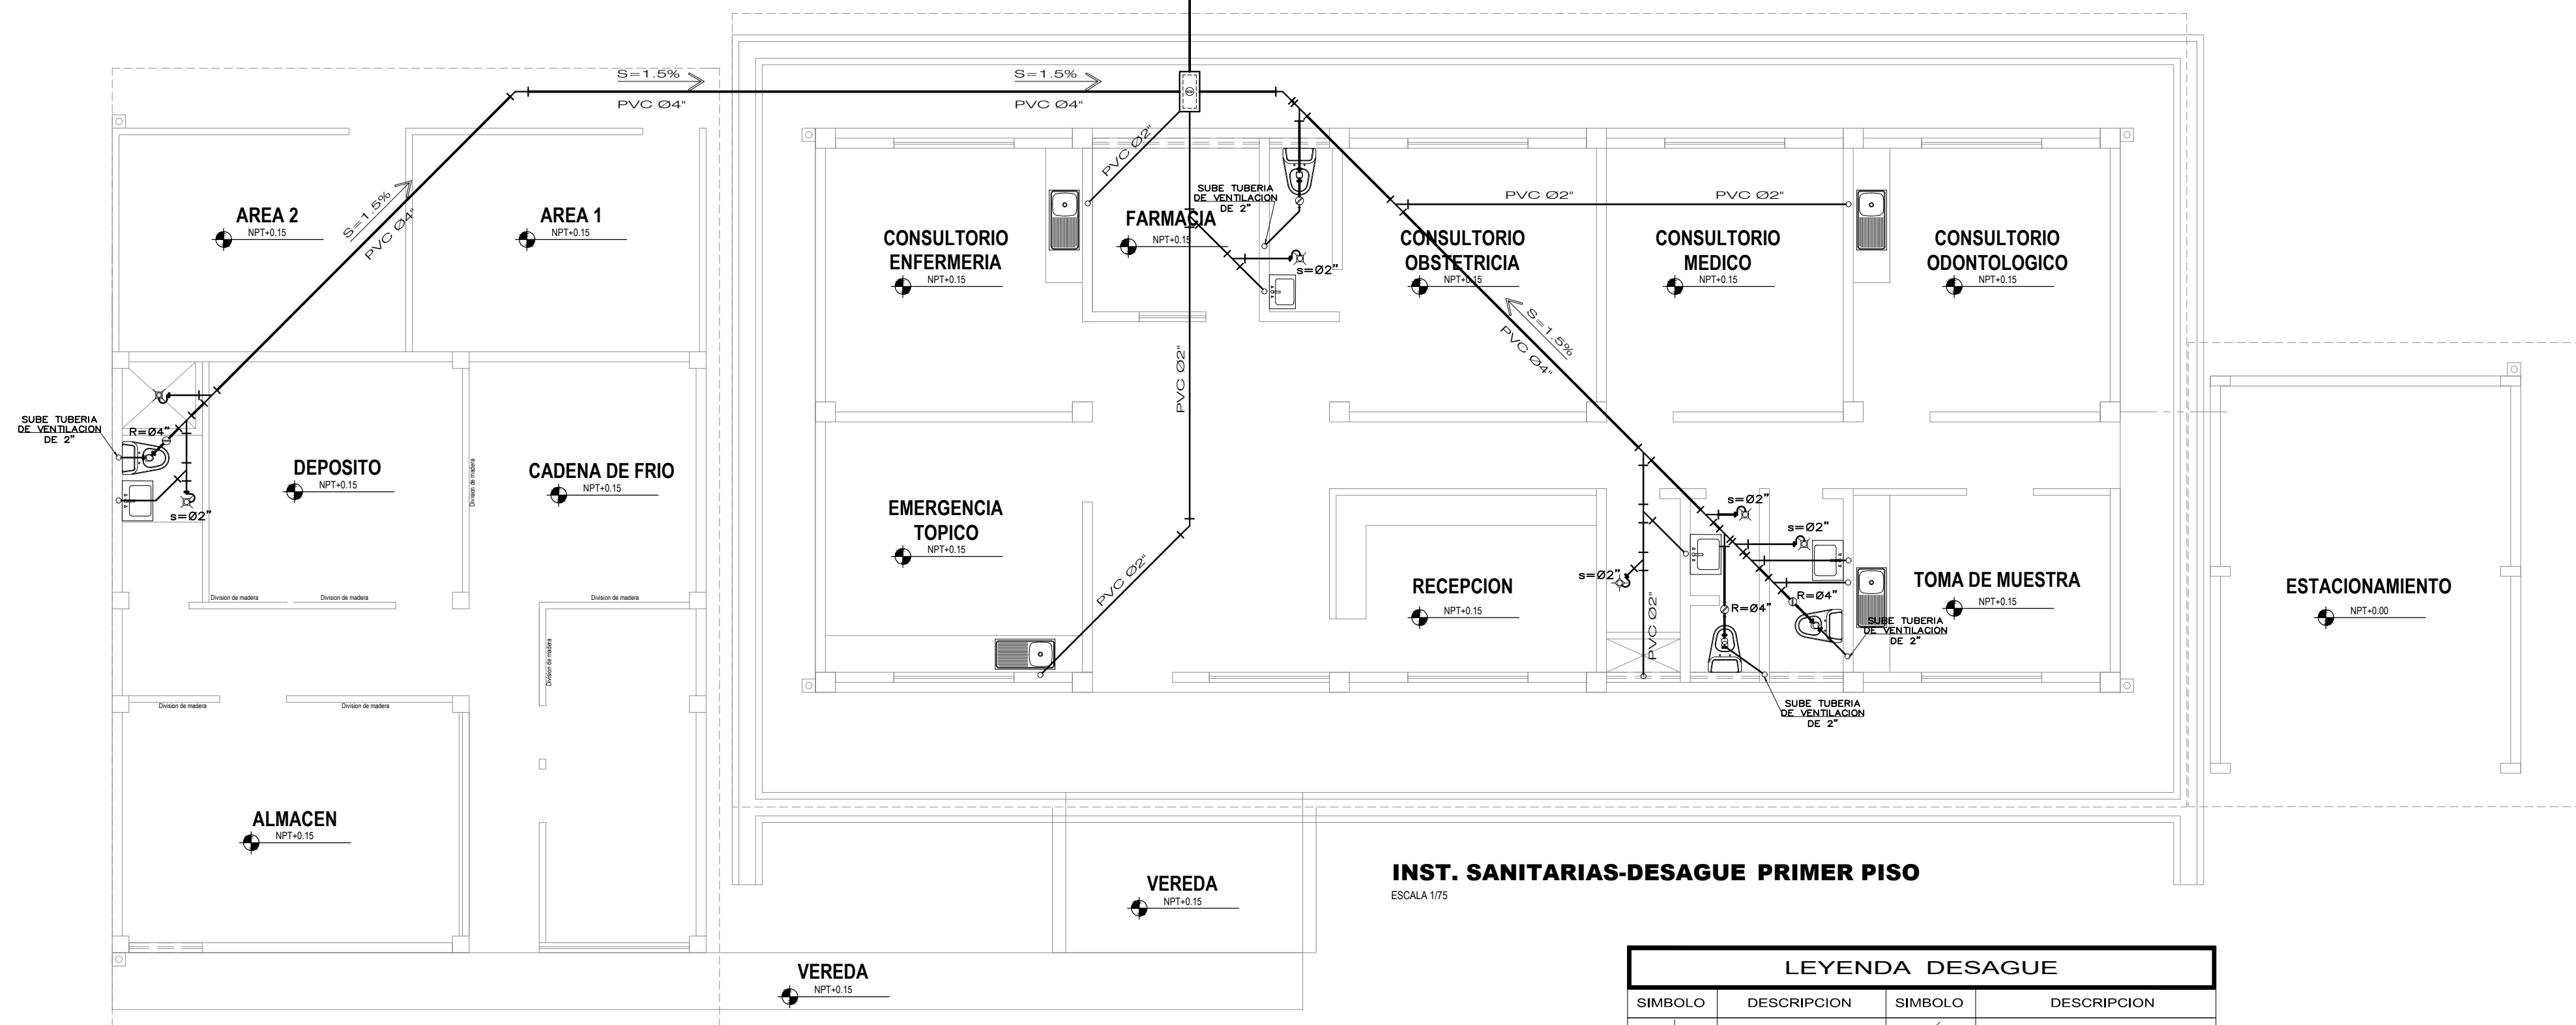 S=1.5%
PVC Ø4"
S=1.5%
PVC Ø4"
S=1.5%
PVC Ø4"
PVC Ø2"
SUBE TUBERIA
DE VENTILACION
DE 2"
PVC Ø2"
PVC Ø2"
AREA 2
NPT+0.15
AREA 1
NPT+0.15
CONSULTORIO
ENFERMERIA
NPT+0.15
FARMACIA
NPT+0.15
s=Ø2"
CONSULTORIO
OBSTETRICIA
NPT+0.15
CONSULTORIO
MEDICO
NPT+0.15
CONSULTORIO
ODONTOLOGICO
NPT+0.15
S=1.5%
PVC Ø4"
PVC Ø2"
SUBE TUBERIA
DE VENTILACION
DE 2"
R=Ø4"
s=Ø2"
DEPOSITO
NPT+0.15
Division de madera
CADENA DE FRIO
NPT+0.15
EMERGENCIA
TOPICO
NPT+0.15
PVC Ø2"
RECEPCION
NPT+0.15
s=Ø2"
PVC Ø2"
s=Ø2"
s=Ø2"
R=Ø4"
R=Ø4"
TOMA DE MUESTRA
NPT+0.15
SUBE TUBERIA
DE VENTILACION
DE 2"
ESTACIONAMIENTO
NPT+0.00
Division de madera
Division de madera
Division de madera
Division de madera
Division de madera
Division de madera
SUBE TUBERIA
DE VENTILACION
DE 2"
ALMACEN
NPT+0.15
VEREDA
NPT+0.15
VEREDA
NPT+0.15
INST. SANITARIAS-DESAGUE PRIMER PISO
ESCALA 1/75
LEYENDA DESAGUE
SIMBOLO DESCRIPCION SIMBOLO DESCRIPCION